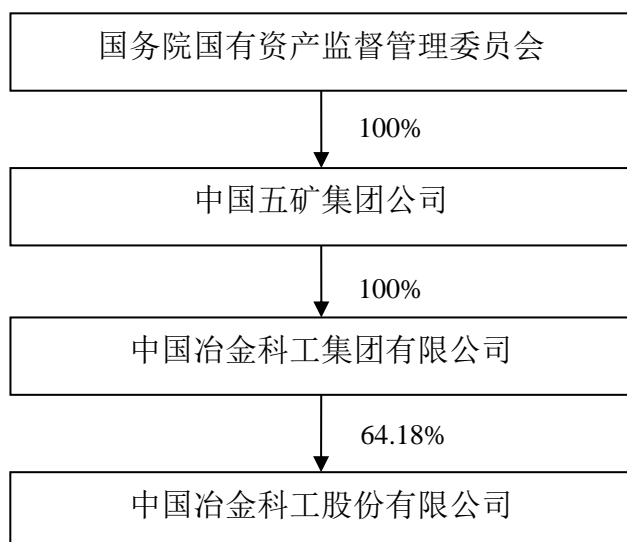 国务院国有资产监督管理委员会
100%
中国五矿集团公司
100%
中国冶金科工集团有限公司
64.18%
中国冶金科工股份有限公司